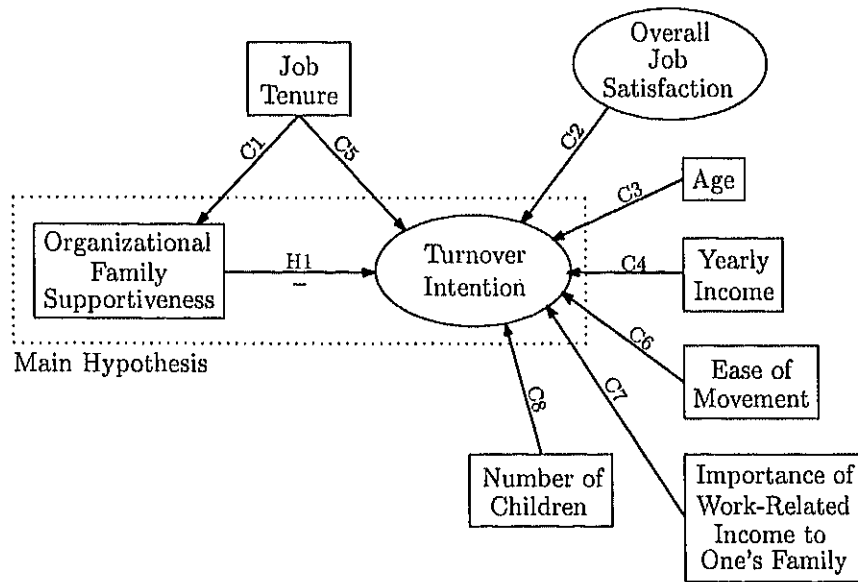 Overall
Job
Satisfaction
Job
Tenure
C1
C5
C2
C3
Age
Organizational
Family
Supportiveness
H1
–
Turnover
Intention
C4
Yearly
Income
Main Hypothesis
C6
Ease of
Movement
C7
C8
Number of
Children
Importance of
Work-Related
Income to
One's Family